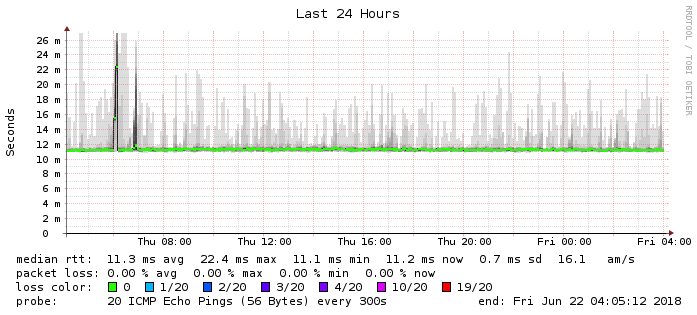 Last 24 Hours
RRDTOOL / TOBI OETIKER
Seconds
26 m
24 m
22 m
20 m
18 m
16 m
14 m
12 m
10 m
8 m
6 m
4 m
2 m
0
Thu 08:00 Thu 12:00 Thu 16:00 Thu 20:00 Fri 00:00 Fri 04:00
median rtt: 11.3 ms avg 22.4 ms max 11.1 ms min 11.2 ms now 0.7 ms sd 16.1 am/s
packet loss: 0.00 % avg 0.00 % max 0.00 % min 0.00 % now
loss color: 0 1/20 2/20 3/20 4/20 10/20 19/20
probe: 20 ICMP Echo Pings (56 Bytes) every 300s end: Fri Jun 22 04:05:12 2018